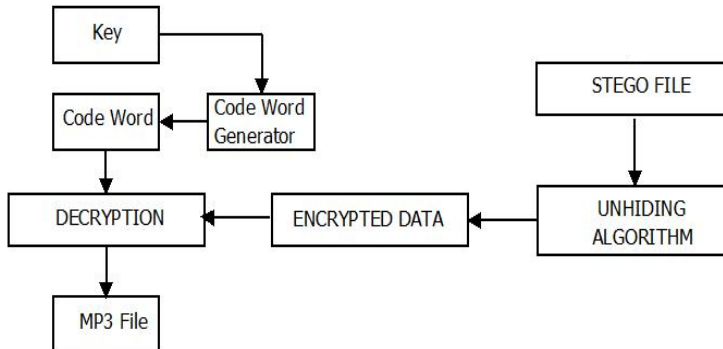 Key
Code Word
Code Word
Generator
STEGO FILE
DECRYPTION
ENCRYPTED DATA
UNHIDING
ALGORITHM
MP3 File